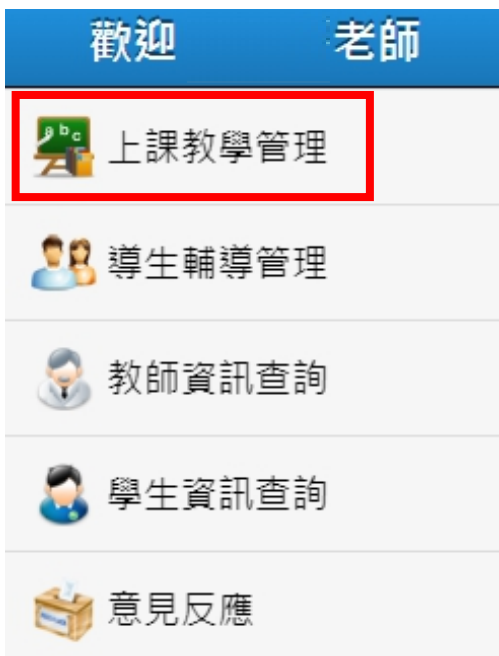 歡迎 老師
abc
上課教學管理
導生輔導管理
教師資訊查詢
學生資訊查詢
意見反應